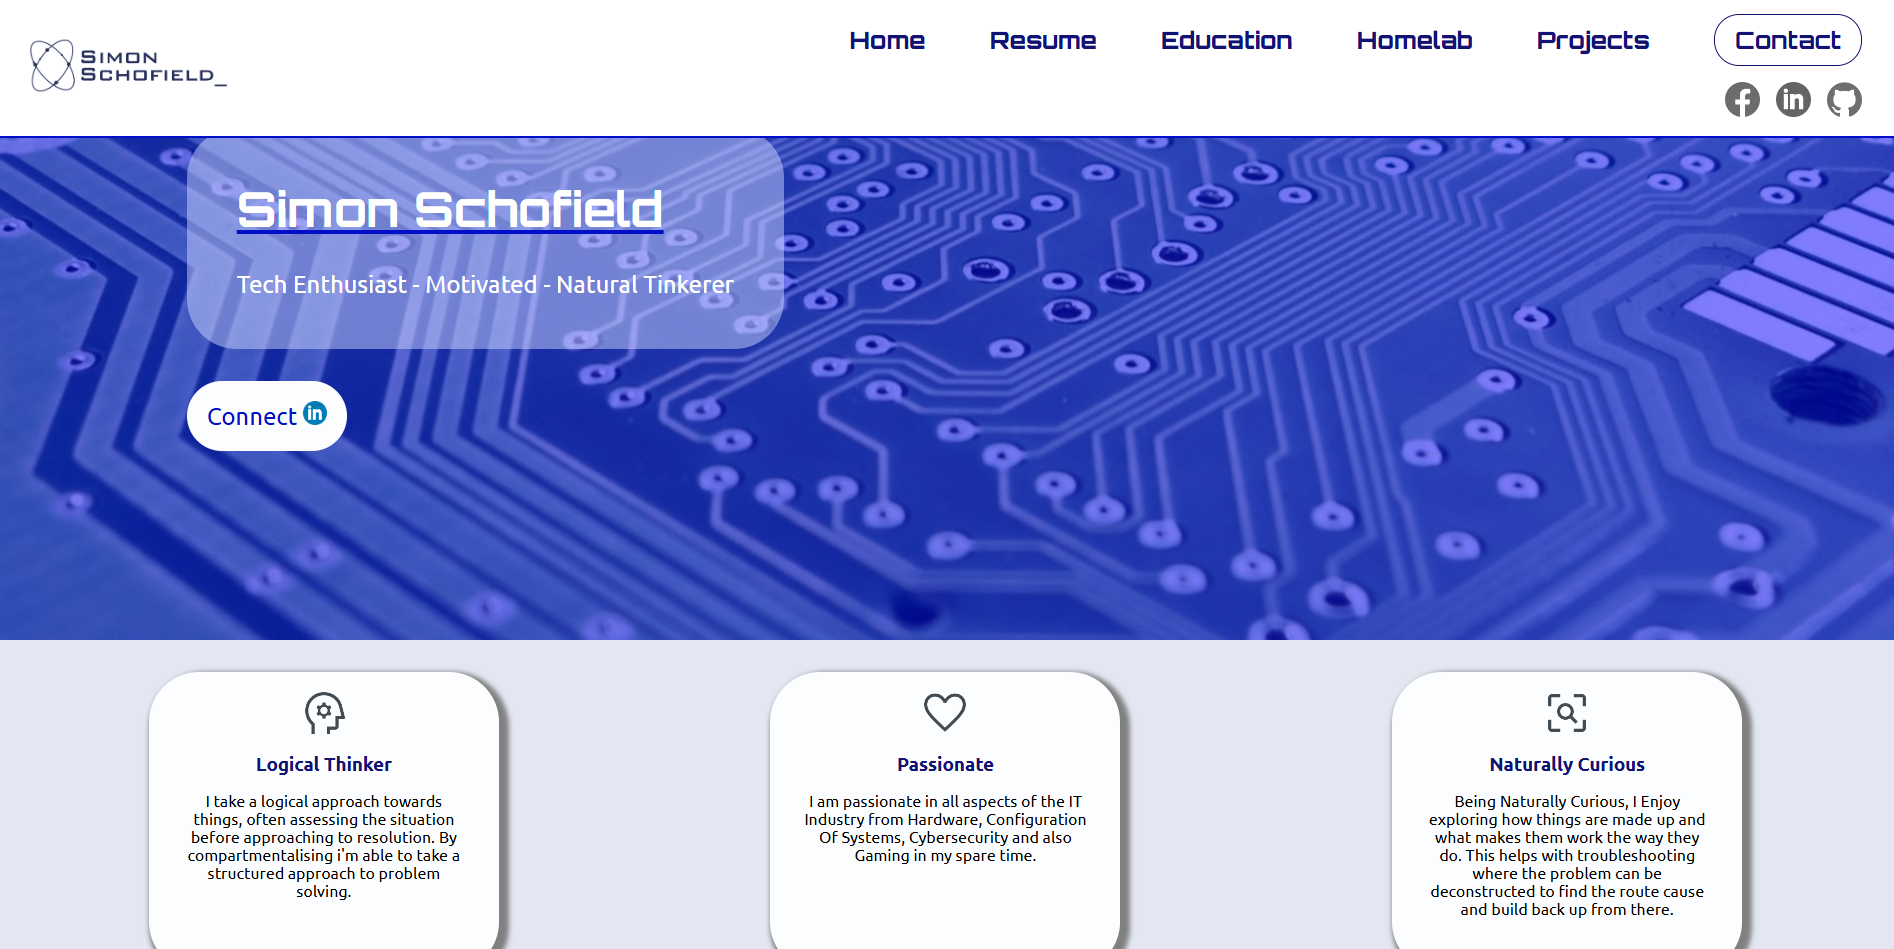 Simon
Schofield_
Home Resume Education Homelab Projects Contact
Simon Schofield
Tech Enthusiast - Motivated - Natural Tinkerer
Connect in
Logical Thinker
I take a logical approach towards
things, often assessing the situation
before approaching to resolution. By
compartmentalising i'm able to take a
structured approach to problem
solving.
Passionate
I am passionate in all aspects of the IT
Industry from Hardware, Configuration
Of Systems, Cybersecurity and also
Gaming in my spare time.
Naturally Curious
Being Naturally Curious, I Enjoy
exploring how things are made up and
what makes them work the way they
do. This helps with troubleshooting
where the problem can be
deconstructed to find the route cause
and build back up from there.